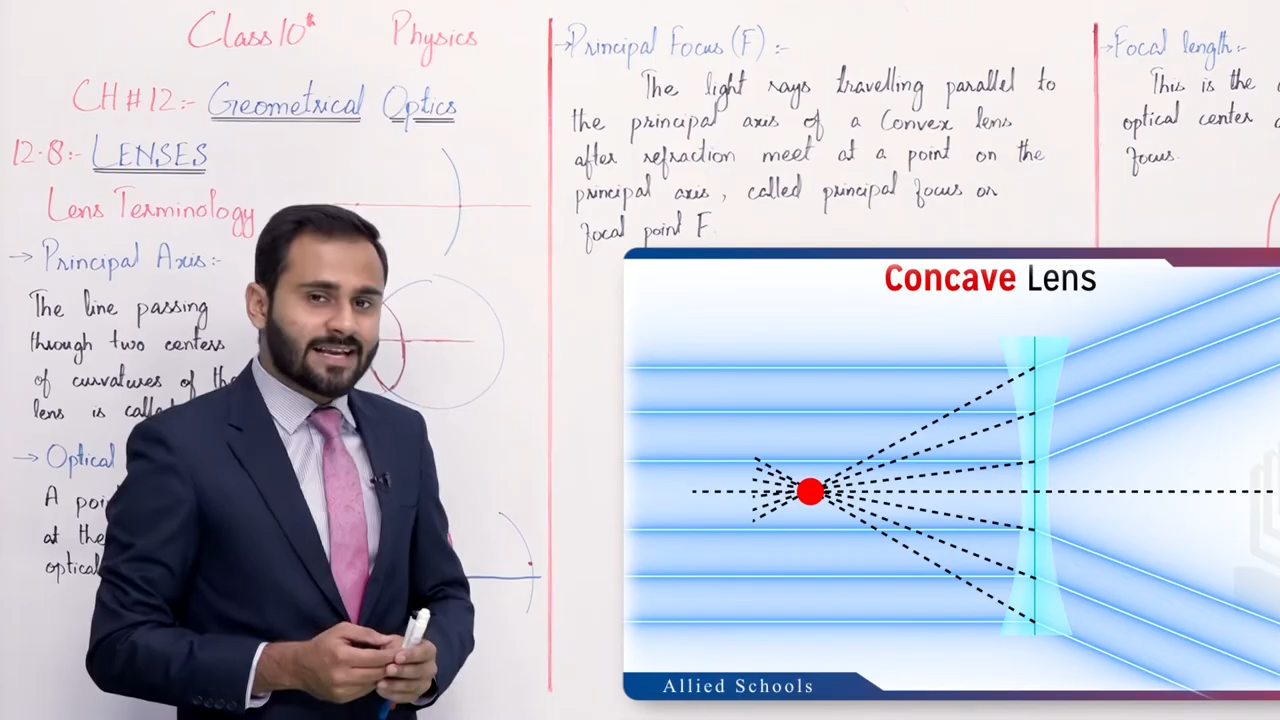 Class 10th Physics
CH # 12:- Geometrical Optics
12.8:- LENSES
Lens Terminology
→ Principal Axis:-
The line passing
through two centers
of curvatures of the
lens is called
→ Optical
A
at the
optical
→ Principal Focus (F) :-
The light rays travelling parallel to
the principal axis of a Convex lens
after refraction meet at a point on the
principal axis, called principal focus or
focal point F.
→ Focal length:-
This is the
optical center
focus.
Concave Lens
Allied Schools